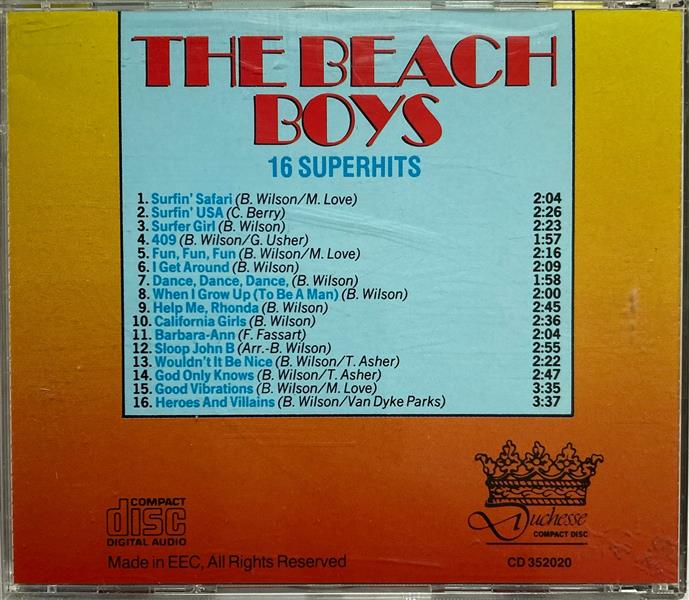 THE BEACH
BOYS
16 SUPERHITS
1. Surfin' Safari (B. Wilson/M. Love) 2:04
2. Surfin' USA (C. Berry) 2:26
3. Surfer Girl (B. Wilson) 2:23
4. 409 (B. Wilson/G. Usher) 1:57
5. Fun, Fun, Fun (B. Wilson/M. Love) 2:16
6. I Get Around (B. Wilson) 2:09
7. Dance, Dance, Dance, (B. Wilson) 1:58
8. When I Grow Up (To Be A Man) (B. Wilson) 2:00
9. Help Me, Rhonda (B. Wilson) 2:45
10. California Girls (B. Wilson) 2:36
11. Barbara-Ann (F. Fassart) 2:04
12. Sloop John B (Arr.-B. Wilson) 2:55
13. Wouldn't It Be Nice (B. Wilson/T. Asher) 2:22
14. God Only Knows (B. Wilson/T. Asher) 2:47
15. Good Vibrations (B. Wilson/M. Love) 3:35
16. Heroes And Villains (B. Wilson/Van Dyke Parks) 3:37
COMPACT
disc
DIGITAL AUDIO
Duchesse
COMPACT DISC
Made in EEC, All Rights Reserved
CD 352020